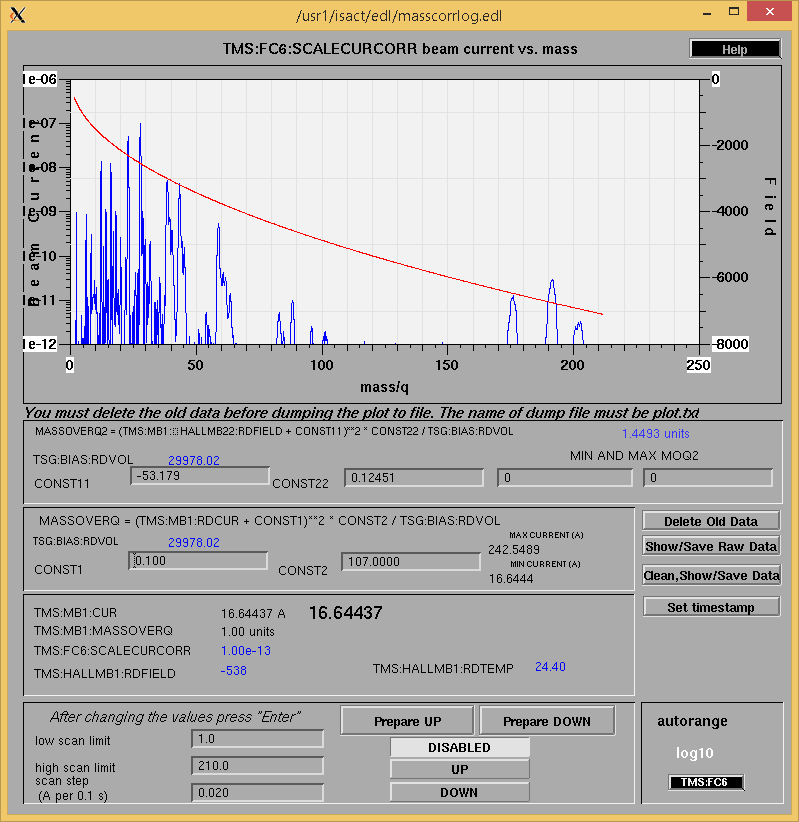 /usr1/isact/edl/masscorrlog.edl
TMS:FC6:SCALECURCORR beam current vs. mass
Help
1e-06
e-07
e-08
e-09
e-10
e-11
1e-12
Beam Current
0
-2000
-4000
-6000
-8000
Field
0 50 100 150 200 250
mass/q
You must delete the old data before dumping the plot to file. The name of dump file must be plot.txt
MASSOVERQ2 = (TMS:MB1: HALLMB22:RDFIELD + CONST11)**2 * CONST22 / TSG:BIAS:RDVOL
1.4493 units
TSG:BIAS:RDVOL 29978.02
MIN AND MAX MOQ2
CONST11 -53.179 CONST22 0.12451 0 0
MASSOVERQ = (TMS:MB1:RDCUR + CONST1)**2 * CONST2 / TSG:BIAS:RDVOL
TSG:BIAS:RDVOL 29978.02
MAX CURRENT (A)
242.5489
CONST1 0.100 CONST2 107.0000
MIN CURRENT (A)
16.6444
Delete Old Data
Show/Save Raw Data
Clean,Show/Save Data
Set timestamp
TMS:MB1:CUR 16.64437 A 16.64437
TMS:MB1:MASSOVERQ 1.00 units
TMS:FC6:SCALECURCORR 1.00e-13
TMS:HALLMB1:RDFIELD -538
TMS:HALLMB1:RDTEMP 24.40
After changing the values press "Enter"
low scan limit 1.0
high scan limit 210.0
scan step
(A per 0.1 s) 0.020
Prepare UP
Prepare DOWN
DISABLED
UP
DOWN
autorange
log10
TMS:FC6